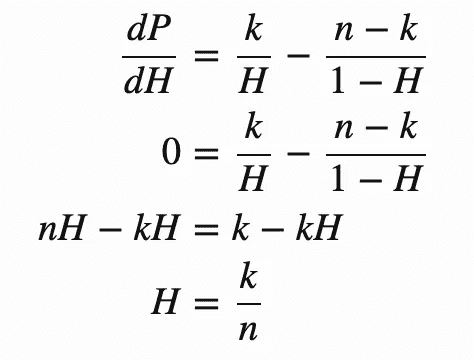 dP/dH = k/H − (n − k)/(1 − H)
0 = k/H − (n − k)/(1 − H)
nH − kH = k − kH
H = k/n